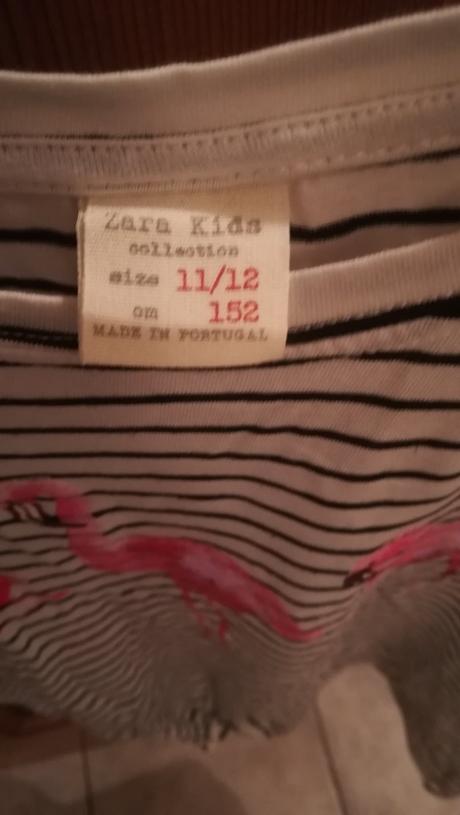 Zara Kids
collection
size 11/12
cm 152
MADE IN PORTUGAL